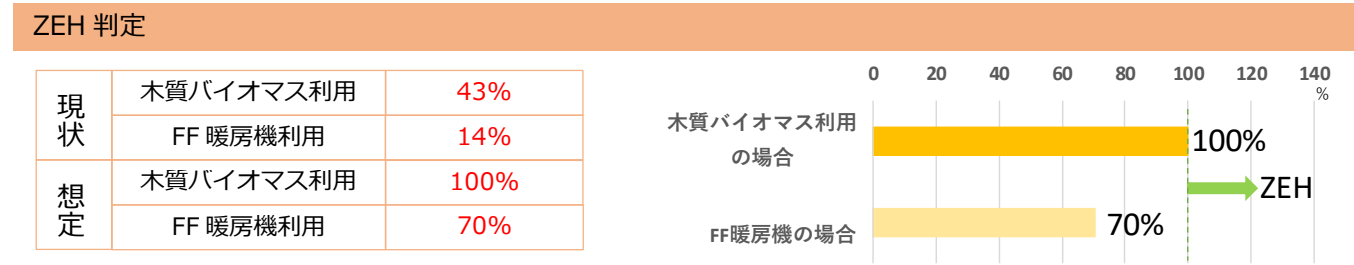 ZEH 判定
現状
木質バイオマス利用 43%
FF 暖房機利用 14%
想定
木質バイオマス利用 100%
FF 暖房機利用 70%
0 20 40 60 80 100 120 140
%
木質バイオマス利用
の場合
100%
ZEH
FF暖房機の場合
70%